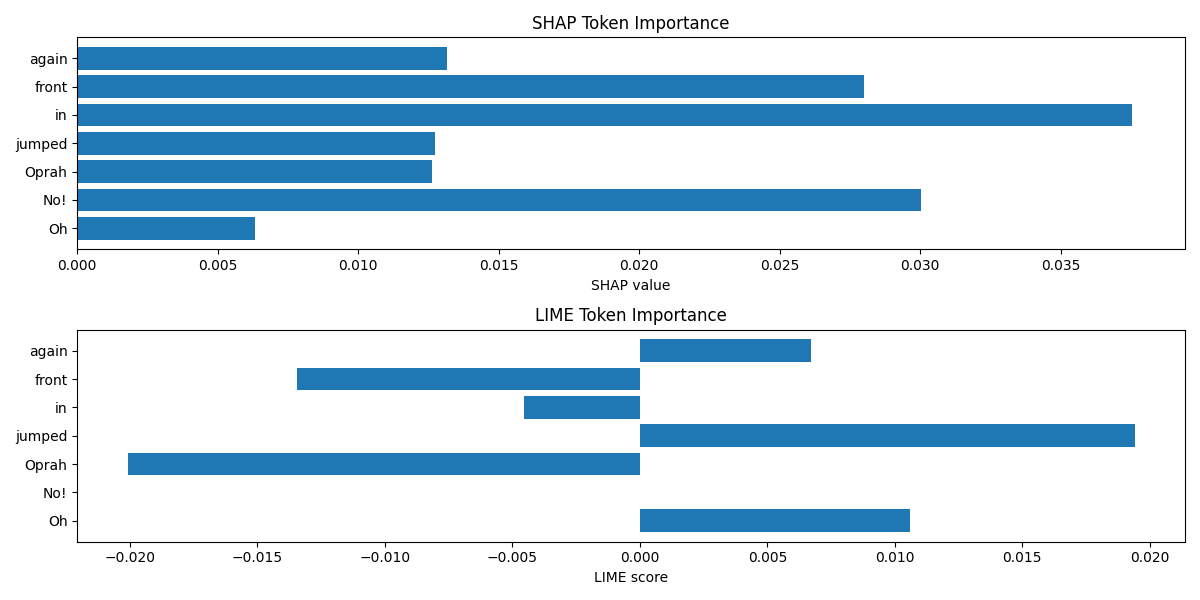 SHAP Token Importance
again
front
in
jumped
Oprah
No!
Oh
0.000 0.005 0.010 0.015 0.020 0.025 0.030 0.035
SHAP value
LIME Token Importance
again
front
in
jumped
Oprah
No!
Oh
−0.020 −0.015 −0.010 −0.005 0.000 0.005 0.010 0.015 0.020
LIME score